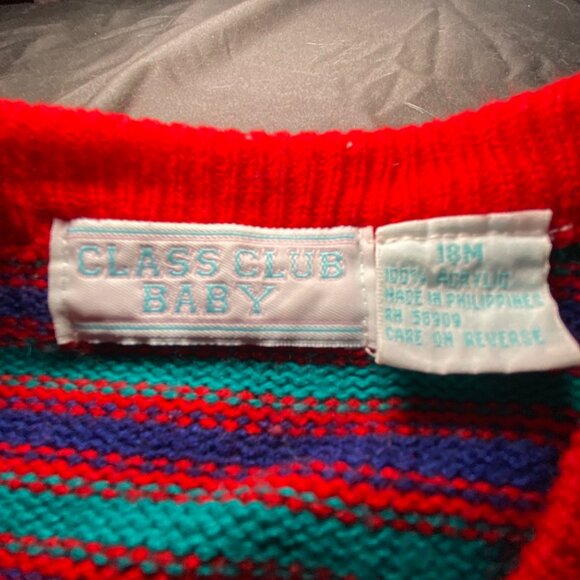 CLASS CLUB
BABY
18M
100% ACRYLIC
MADE IN PHILIPPINES
RN 56909
CARE ON REVERSE